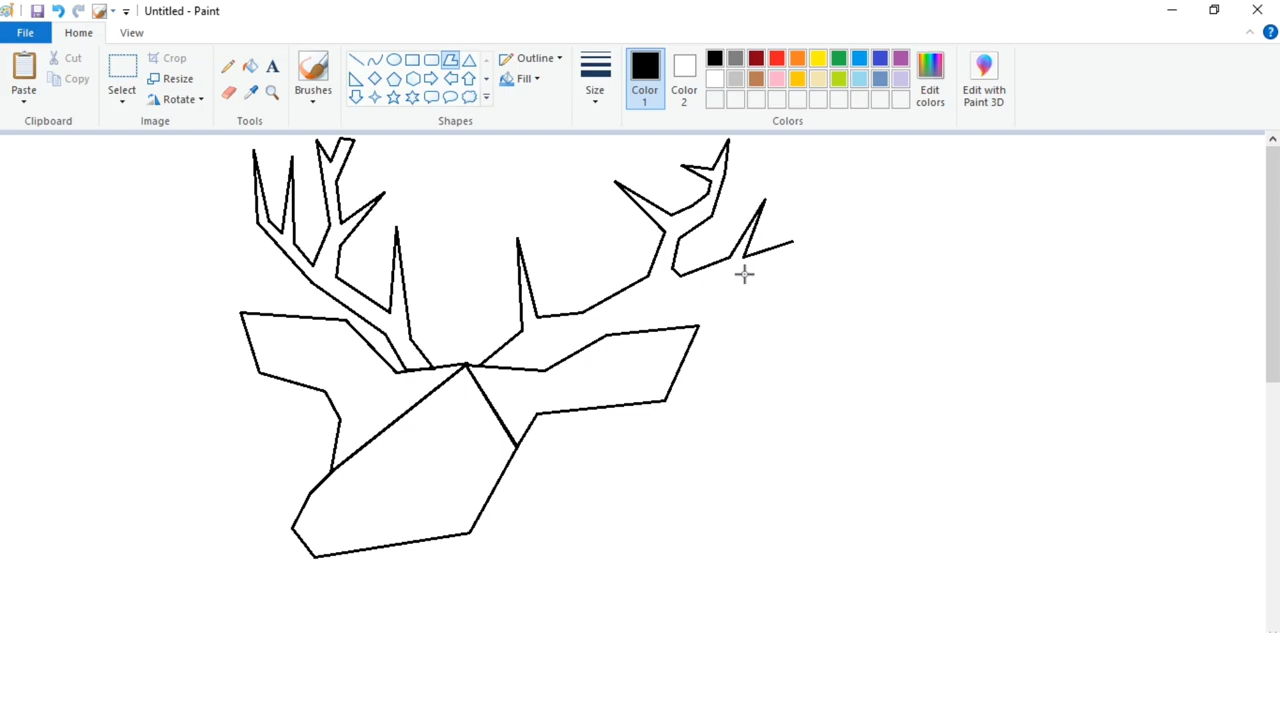 Untitled - Paint
File Home View
Paste
Cut
Copy
Clipboard
Select
Crop
Resize
Rotate
Image
A
Tools
Brushes
Outline
Fill
Shapes
Size
Color 1
Color 2
Edit colors
Colors
Edit with Paint 3D